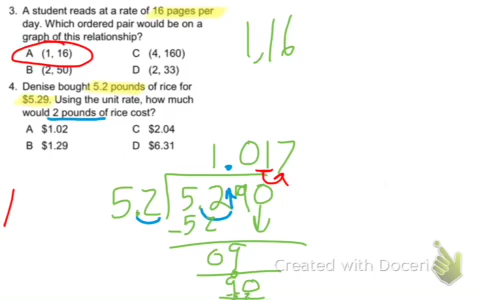 3. A student reads at a rate of 16 pages per
day. Which ordered pair would be on a
graph of this relationship?
A (1, 16) C (4, 160)
B (2, 50) D (2, 33)
1,16
4. Denise bought 5.2 pounds of rice for
$5.29. Using the unit rate, how much
would 2 pounds of rice cost?
A $1.02 C $2.04
B $1.29 D $6.31
1.017
5.2 5.290
-52
09
90
Created with Doceri